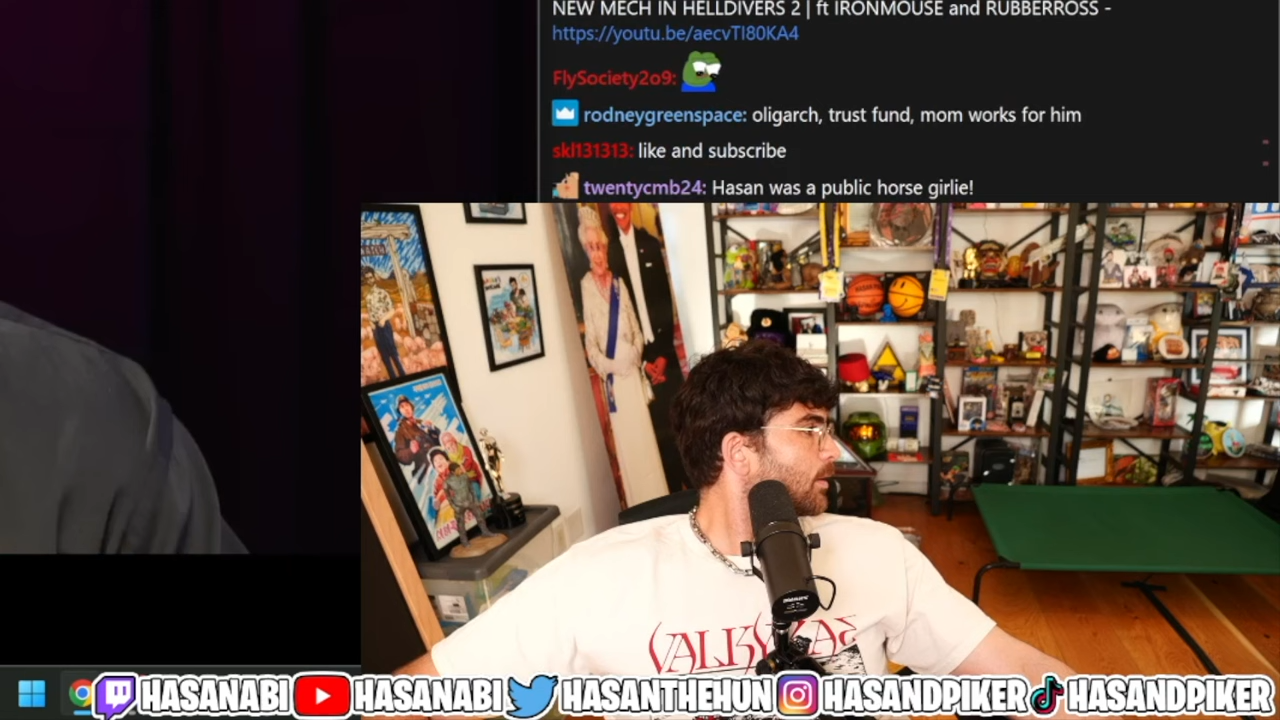 NEW MECH IN HELLDIVERS 2 | ft IRONMOUSE and RUBBERROSS -
https://youtu.be/aecvTI80KA4
FlySociety2o9:
rodneygreenspace: oligarch, trust fund, mom works for him
skl131313: like and subscribe
twentycmb24: Hasan was a public horse girlie!
VALKYRAE
HASANABI HASANABI HASANTHEHUN HASANDPIKER HASANDPIKER